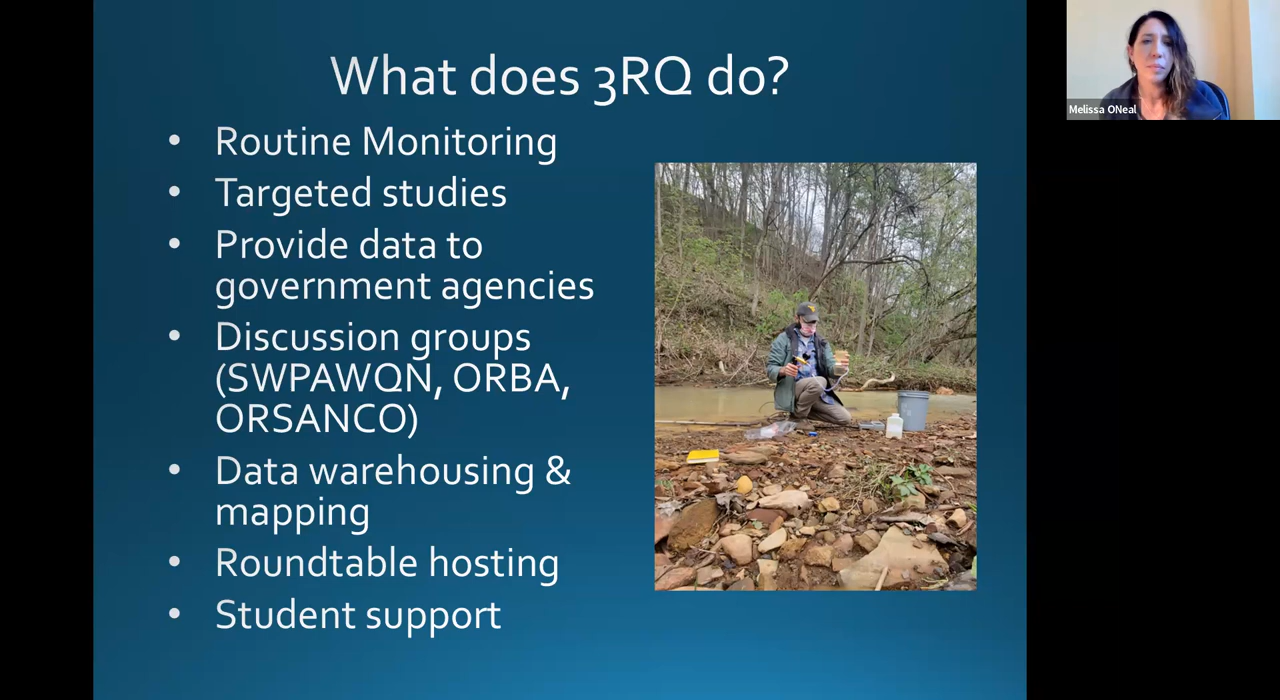 What does 3RQ do?
• Routine Monitoring
• Targeted studies
• Provide data to
government agencies
• Discussion groups
(SWPAWQN, ORBA,
ORSANCO)
• Data warehousing &
mapping
• Roundtable hosting
• Student support
Melissa ONeal